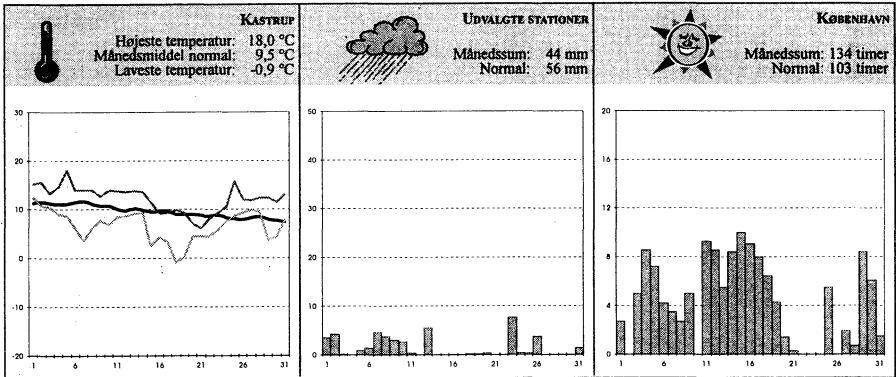 KASTRUP
Højeste temperatur: 18,0 °C
Månedsmiddel normal: 9,5 °C
Laveste temperatur: -0,9 °C
30
20
10
0
-10
-20
1 6 11 16 21 26 31
UDVALGTE STATIONER
Månedssum: 44 mm
Normal: 56 mm
50
40
30
20
10
0
1 6 11 16 21 26 31
KØBENHAVN
Månedssum: 134 timer
Normal: 103 timer
20
16
12
8
4
0
1 6 11 16 21 26 31